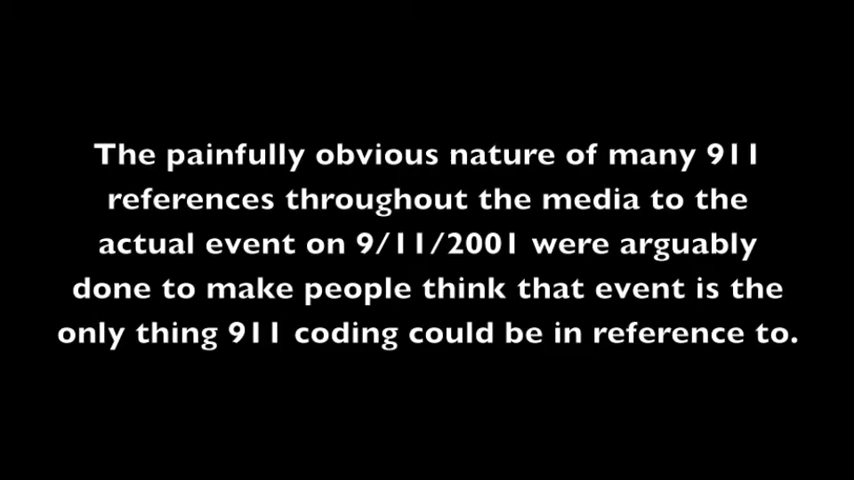 The painfully obvious nature of many 911
references throughout the media to the
actual event on 9/11/2001 were arguably
done to make people think that event is the
only thing 911 coding could be in reference to.